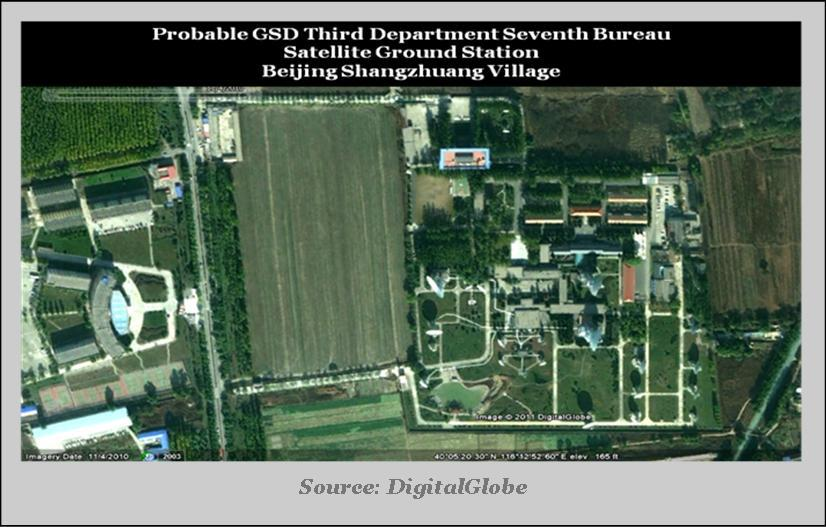 Probable GSD Third Department Seventh Bureau
Satellite Ground Station
Beijing Shangzhuang Village
Image © 2011 DigitalGlobe
Imagery Date: 11/4/2010 2003 40°05'20.30" N 116°12'52.60" E elev 165 ft
Source: DigitalGlobe